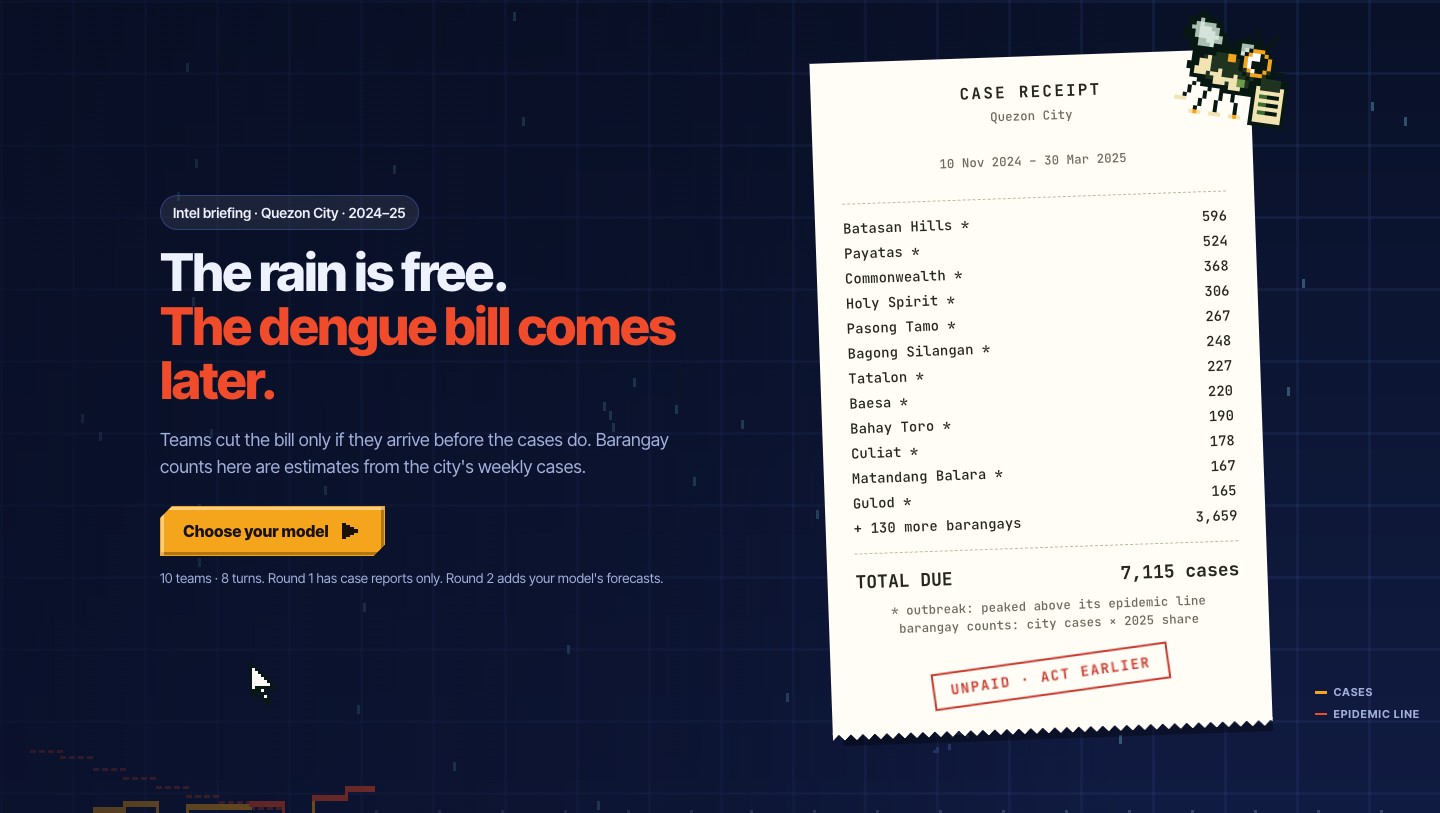 Intel briefing · Quezon City · 2024–25
The rain is free.
The dengue bill comes
later.
Teams cut the bill only if they arrive before the cases do. Barangay
counts here are estimates from the city's weekly cases.
Choose your model
10 teams · 8 turns. Round 1 has case reports only. Round 2 adds your model's forecasts.
CASE RECEIPT
Quezon City
10 Nov 2024 – 30 Mar 2025
Batasan Hills * 596
Payatas * 524
Commonwealth * 368
Holy Spirit * 306
Pasong Tamo * 267
Bagong Silangan * 248
Tatalon * 227
Baesa * 220
Bahay Toro * 190
Culiat * 178
Matandang Balara * 167
Gulod * 165
+ 130 more barangays 3,659
TOTAL DUE 7,115 cases
* outbreak: peaked above its epidemic line
barangay counts: city cases × 2025 share
UNPAID · ACT EARLIER
CASES
EPIDEMIC LINE